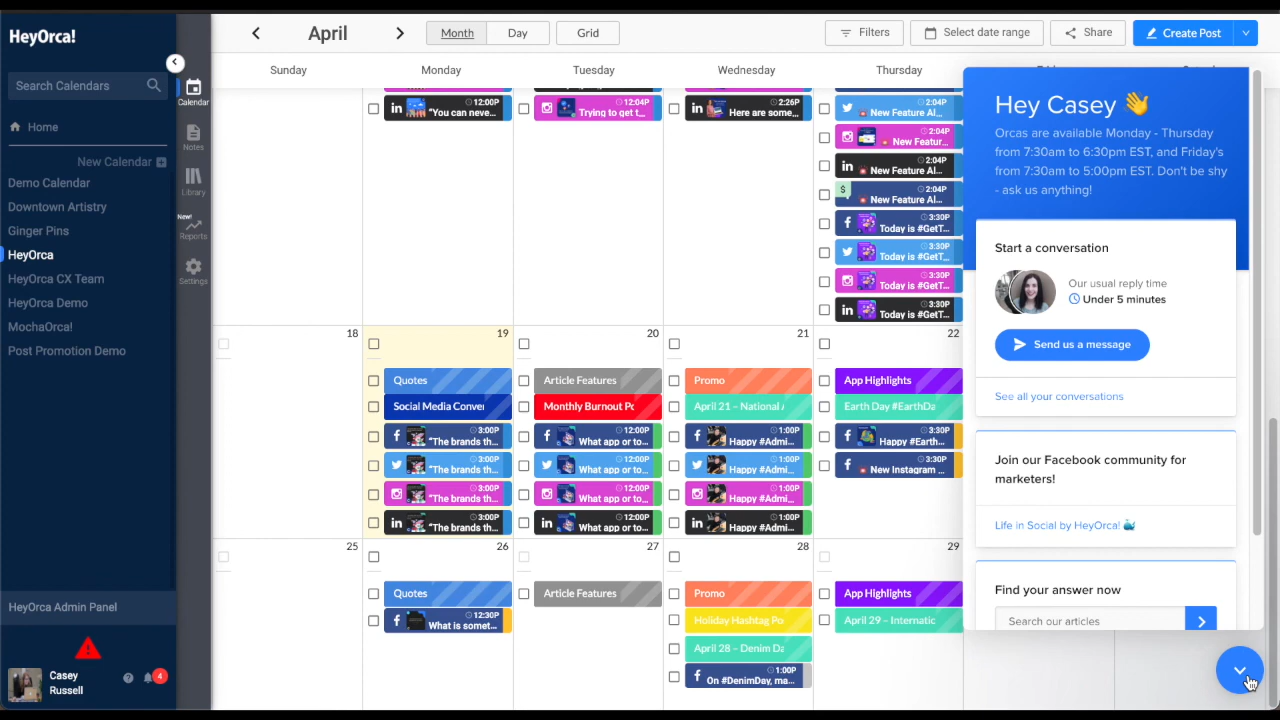 HeyOrca!
Search Calendars
Home
New Calendar
Demo Calendar
Downtown Artistry
Ginger Pins
HeyOrca
HeyOrca CX Team
HeyOrca Demo
MochaOrca!
Post Promotion Demo
HeyOrca Admin Panel
Casey
Russell
4
Calendar
Notes
Library
New!
Reports
Settings
April
Month
Day
Grid
Filters
Select date range
Share
Create Post
Sunday
Monday
Tuesday
Wednesday
Thursday
12:00P
"You can neve...
12:04P
Trying to get t...
2:26P
Here are some...
2:04P
New Feature Al...
2:04P
New Featur...
2:04P
New Feature Al...
$
2:04P
New Feature Al...
3:30P
Today is #GetT...
3:30P
Today is #GetT...
3:30P
Today is #GetT...
3:30P
Today is #GetT...
18
19
20
21
22
Quotes
Article Features
Promo
App Highlights
Social Media Conver
Monthly Burnout Po
April 21 – National A
Earth Day #EarthDa
3:00P
"The brands th...
12:00P
What app or to...
1:00P
Happy #Admi...
3:30P
Happy #Earth...
3:00P
"The brands th...
12:00P
What app or to...
1:00P
Happy #Admi...
3:30P
New Instagram ...
3:00P
"The brands th...
12:00P
What app or to...
1:00P
Happy #Admi...
3:00P
"The brands th...
12:00P
What app or to...
1:00P
Happy #Admi...
25
26
27
28
29
Quotes
Article Features
Promo
App Highlights
12:30P
What is somet...
Holiday Hashtag Po
April 29 – Internatic
April 28 – Denim Da
1:00P
On #DenimDay, ma...
Hey Casey 👋
Orcas are available Monday - Thursday
from 7:30am to 6:30pm EST, and Friday's
from 7:30am to 5:00pm EST. Don't be shy
- ask us anything!
Start a conversation
Our usual reply time
Under 5 minutes
Send us a message
See all your conversations
Join our Facebook community for
marketers!
Life in Social by HeyOrca! 🐳
Find your answer now
Search our articles